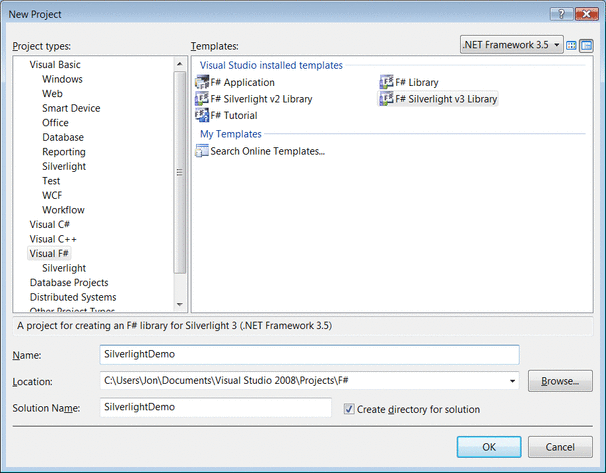 New Project
Project types:
Templates:
.NET Framework 3.5
Visual Basic
Windows
Web
Smart Device
Office
Database
Reporting
Silverlight
Test
WCF
Workflow
Visual C#
Visual C++
Visual F#
Silverlight
Database Projects
Distributed Systems
Other Project Types
Visual Studio installed templates
F# Application
F# Library
F# Silverlight v2 Library
F# Silverlight v3 Library
F# Tutorial
My Templates
Search Online Templates...
A project for creating an F# library for Silverlight 3 (.NET Framework 3.5)
Name:
SilverlightDemo
Location:
C:\Users\Jon\Documents\Visual Studio 2008\Projects\F#
Browse...
Solution Name:
SilverlightDemo
Create directory for solution
OK
Cancel